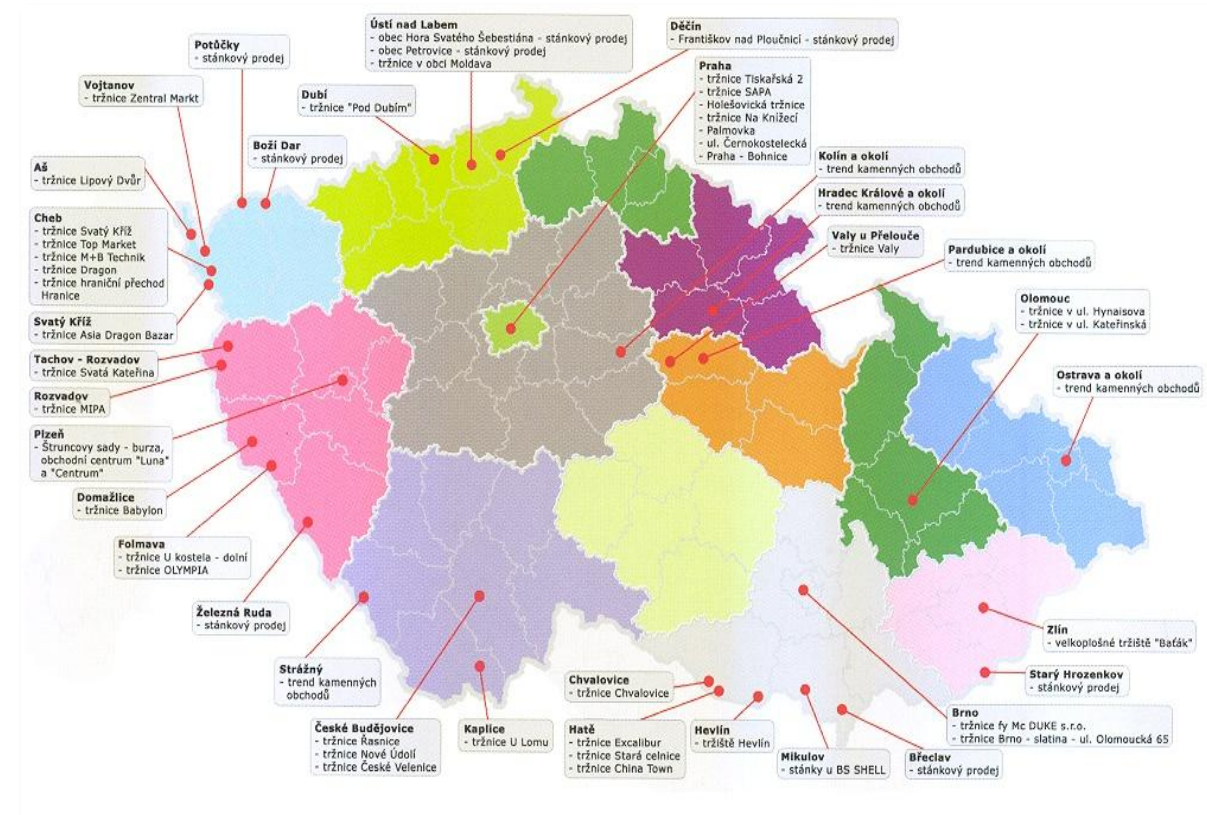 Ústí nad Labem
- obec Hora Svatého Šebestiána - stánkový prodej
- obec Petrovice - stánkový prodej
- tržnice v obci Moldava
Děčín
- Františkov nad Ploučnicí - stánkový prodej
Potůčky
- stánkový prodej
Praha
- tržnice Tiskařská 2
- tržnice SAPA
- Holešovická tržnice
- tržnice Na Knížecí
- Palmovka
- ul. Černokostelecká
- Praha - Bohnice
Vojtanov
- tržnice Zentral Markt
Dubí
- tržnice "Pod Dubím"
Boží Dar
- stánkový prodej
Kolín a okolí
- trend kamenných obchodů
Aš
- tržnice Lipový Dvůr
Hradec Králové a okolí
- trend kamenných obchodů
Cheb
- tržnice Svatý Kříž
- tržnice Top Market
- tržnice M+B Technik
- tržnice Dragon
- tržnice hraniční přechod
Hranice
Valy u Přelouče
- tržnice Valy
Pardubice a okolí
- trend kamenných obchodů
Olomouc
- tržnice v ul. Hynaisova
- tržnice v ul. Kateřinská
Svatý Kříž
- tržnice Asia Dragon Bazar
Tachov - Rozvadov
- tržnice Svatá Kateřina
Ostrava a okolí
- trend kamenných obchodů
Rozvadov
- tržnice MIPA
Plzeň
- Štruncovy sady - burza,
obchodní centrum "Luna"
a "Centrum"
Domažlice
- tržnice Babylon
Folmava
- tržnice U kostela - dolní
- tržnice OLYMPIA
Železná Ruda
- stánkový prodej
Zlín
- velkoplošné tržiště "Baťák"
Strážný
- trend kamenných
obchodů
Chvalovice
- tržnice Chvalovice
Starý Hrozenkov
- stánkový prodej
Brno
- tržnice fy Mc DUKE s.r.o.
- tržnice Brno - slatina - ul. Olomoucká 65
České Budějovice
- tržnice Řasnice
- tržnice Nové Údolí
- tržnice České Velenice
Kaplice
- tržnice U Lomu
Hatě
- tržnice Excalibur
- tržnice Stará celnice
- tržnice China Town
Hevlín
- tržiště Hevlín
Mikulov
- stánky u BS SHELL
Břeclav
- stánkový prodej